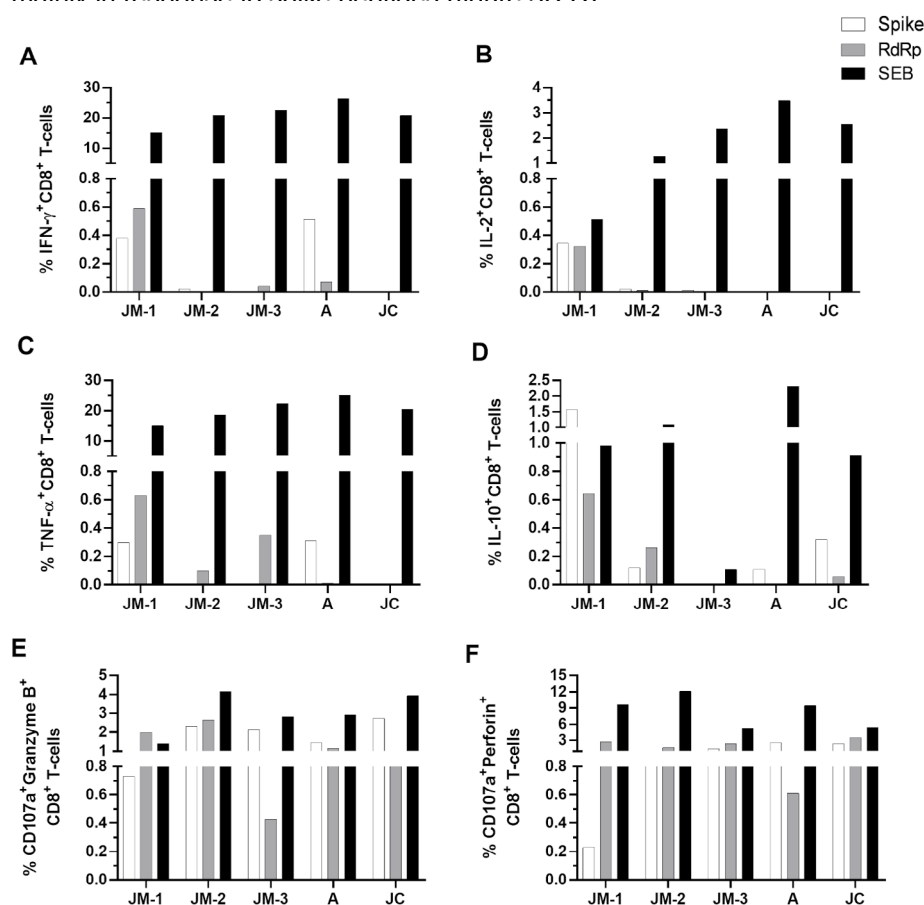 Spike
RdRp
SEB
A
% IFN-γ⁺CD8⁺ T-cells
30
20
10
0.8
0.6
0.4
0.2
0.0
JM-1 JM-2 JM-3 A JC
B
% IL-2⁺CD8⁺ T-cells
4
3
2
1
0.8
0.6
0.4
0.2
0.0
JM-1 JM-2 JM-3 A JC
C
% TNF-α⁺CD8⁺ T-cells
30
20
10
0.8
0.6
0.4
0.2
0.0
JM-1 JM-2 JM-3 A JC
D
% IL-10⁺CD8⁺ T-cells
2.5
2.0
1.5
1.0
1.0
0.8
0.6
0.4
0.2
0.0
JM-1 JM-2 JM-3 A JC
E
% CD107a⁺Granzyme B⁺
CD8⁺ T-cells
5
4
3
2
1
0.8
0.6
0.4
0.2
0.0
JM-1 JM-2 JM-3 A JC
F
% CD107a⁺Perforin⁺
CD8⁺ T-cells
15
12
9
6
3
0.8
0.6
0.4
0.2
0.0
JM-1 JM-2 JM-3 A JC